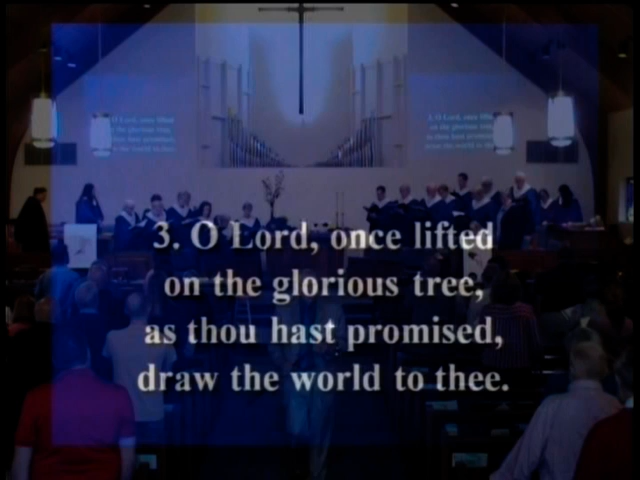 3. O Lord, once lifted
on the glorious tree,
as thou hast promised,
draw the world to thee.